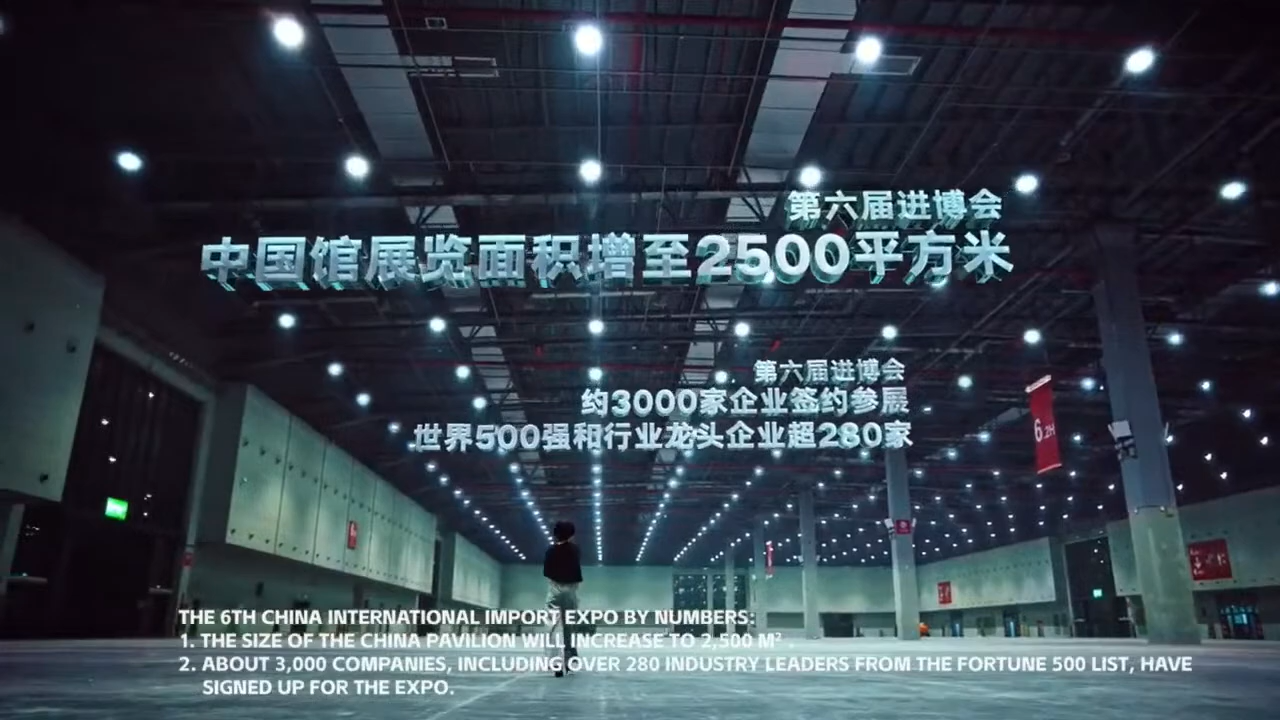 第六届进博会
中国馆展览面积增至2500平方米
第六届进博会
约3000家企业签约参展
世界500强和行业龙头企业超280家
6.2H
THE 6TH CHINA INTERNATIONAL IMPORT EXPO BY NUMBERS:
1. THE SIZE OF THE CHINA PAVILION WILL INCREASE TO 2,500 M².
2. ABOUT 3,000 COMPANIES, INCLUDING OVER 280 INDUSTRY LEADERS FROM THE FORTUNE 500 LIST, HAVE
SIGNED UP FOR THE EXPO.